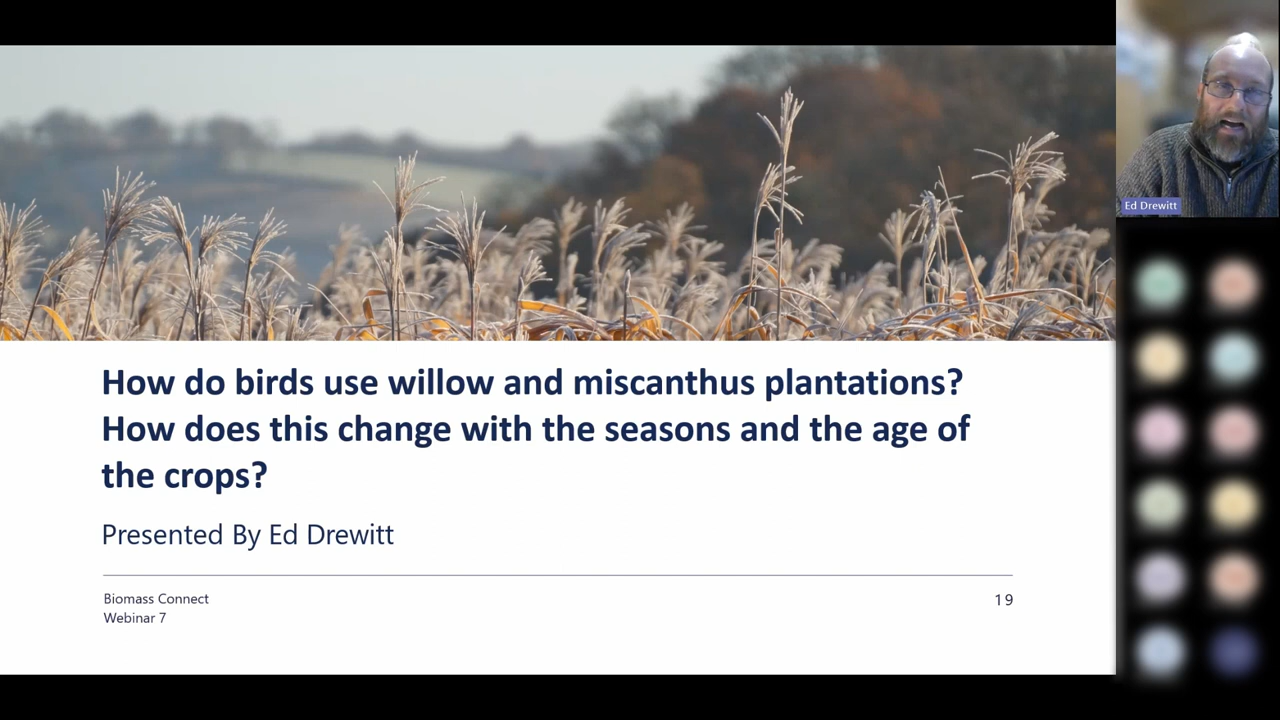 How do birds use willow and miscanthus plantations?
How does this change with the seasons and the age of
the crops?
Presented By Ed Drewitt
Biomass Connect
Webinar 7
19
Ed Drewitt